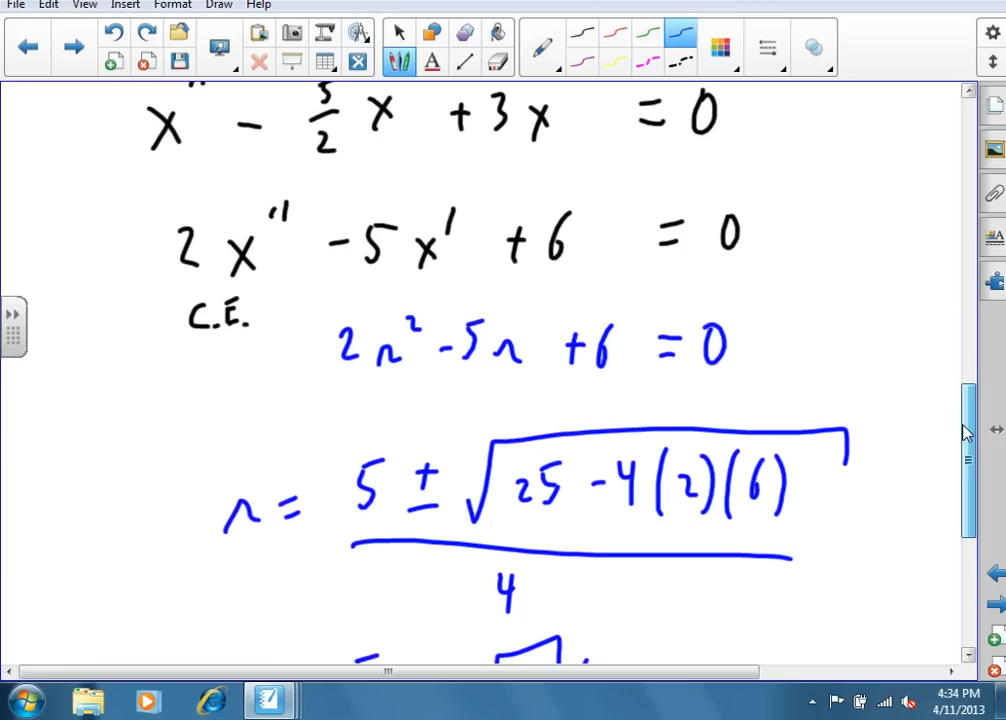 File Edit View Insert Format Draw Help
x'' - 5/2 x + 3x = 0
2x'' - 5x' + 6 = 0
C.E.
2r² - 5r + 6 = 0
r = 5 ± √25 - 4(2)(6)
4
4:34 PM
4/11/2013